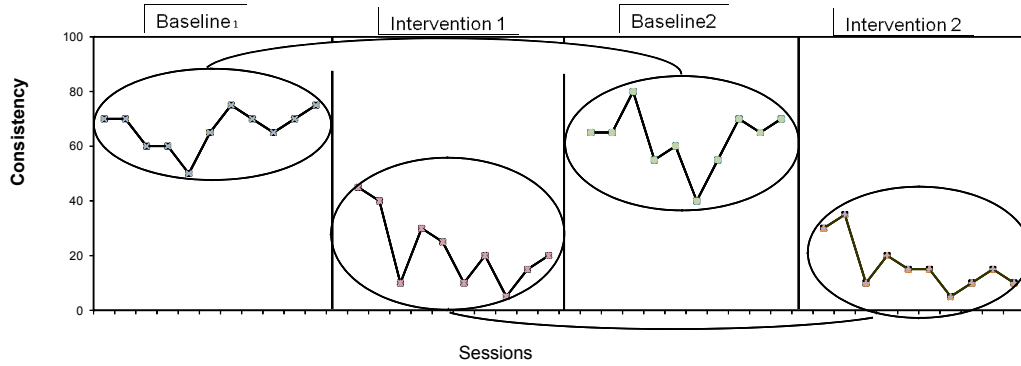 Baseline1
Intervention 1
Baseline2
Intervention 2
100
80
60
40
20
0
Consistency
Sessions